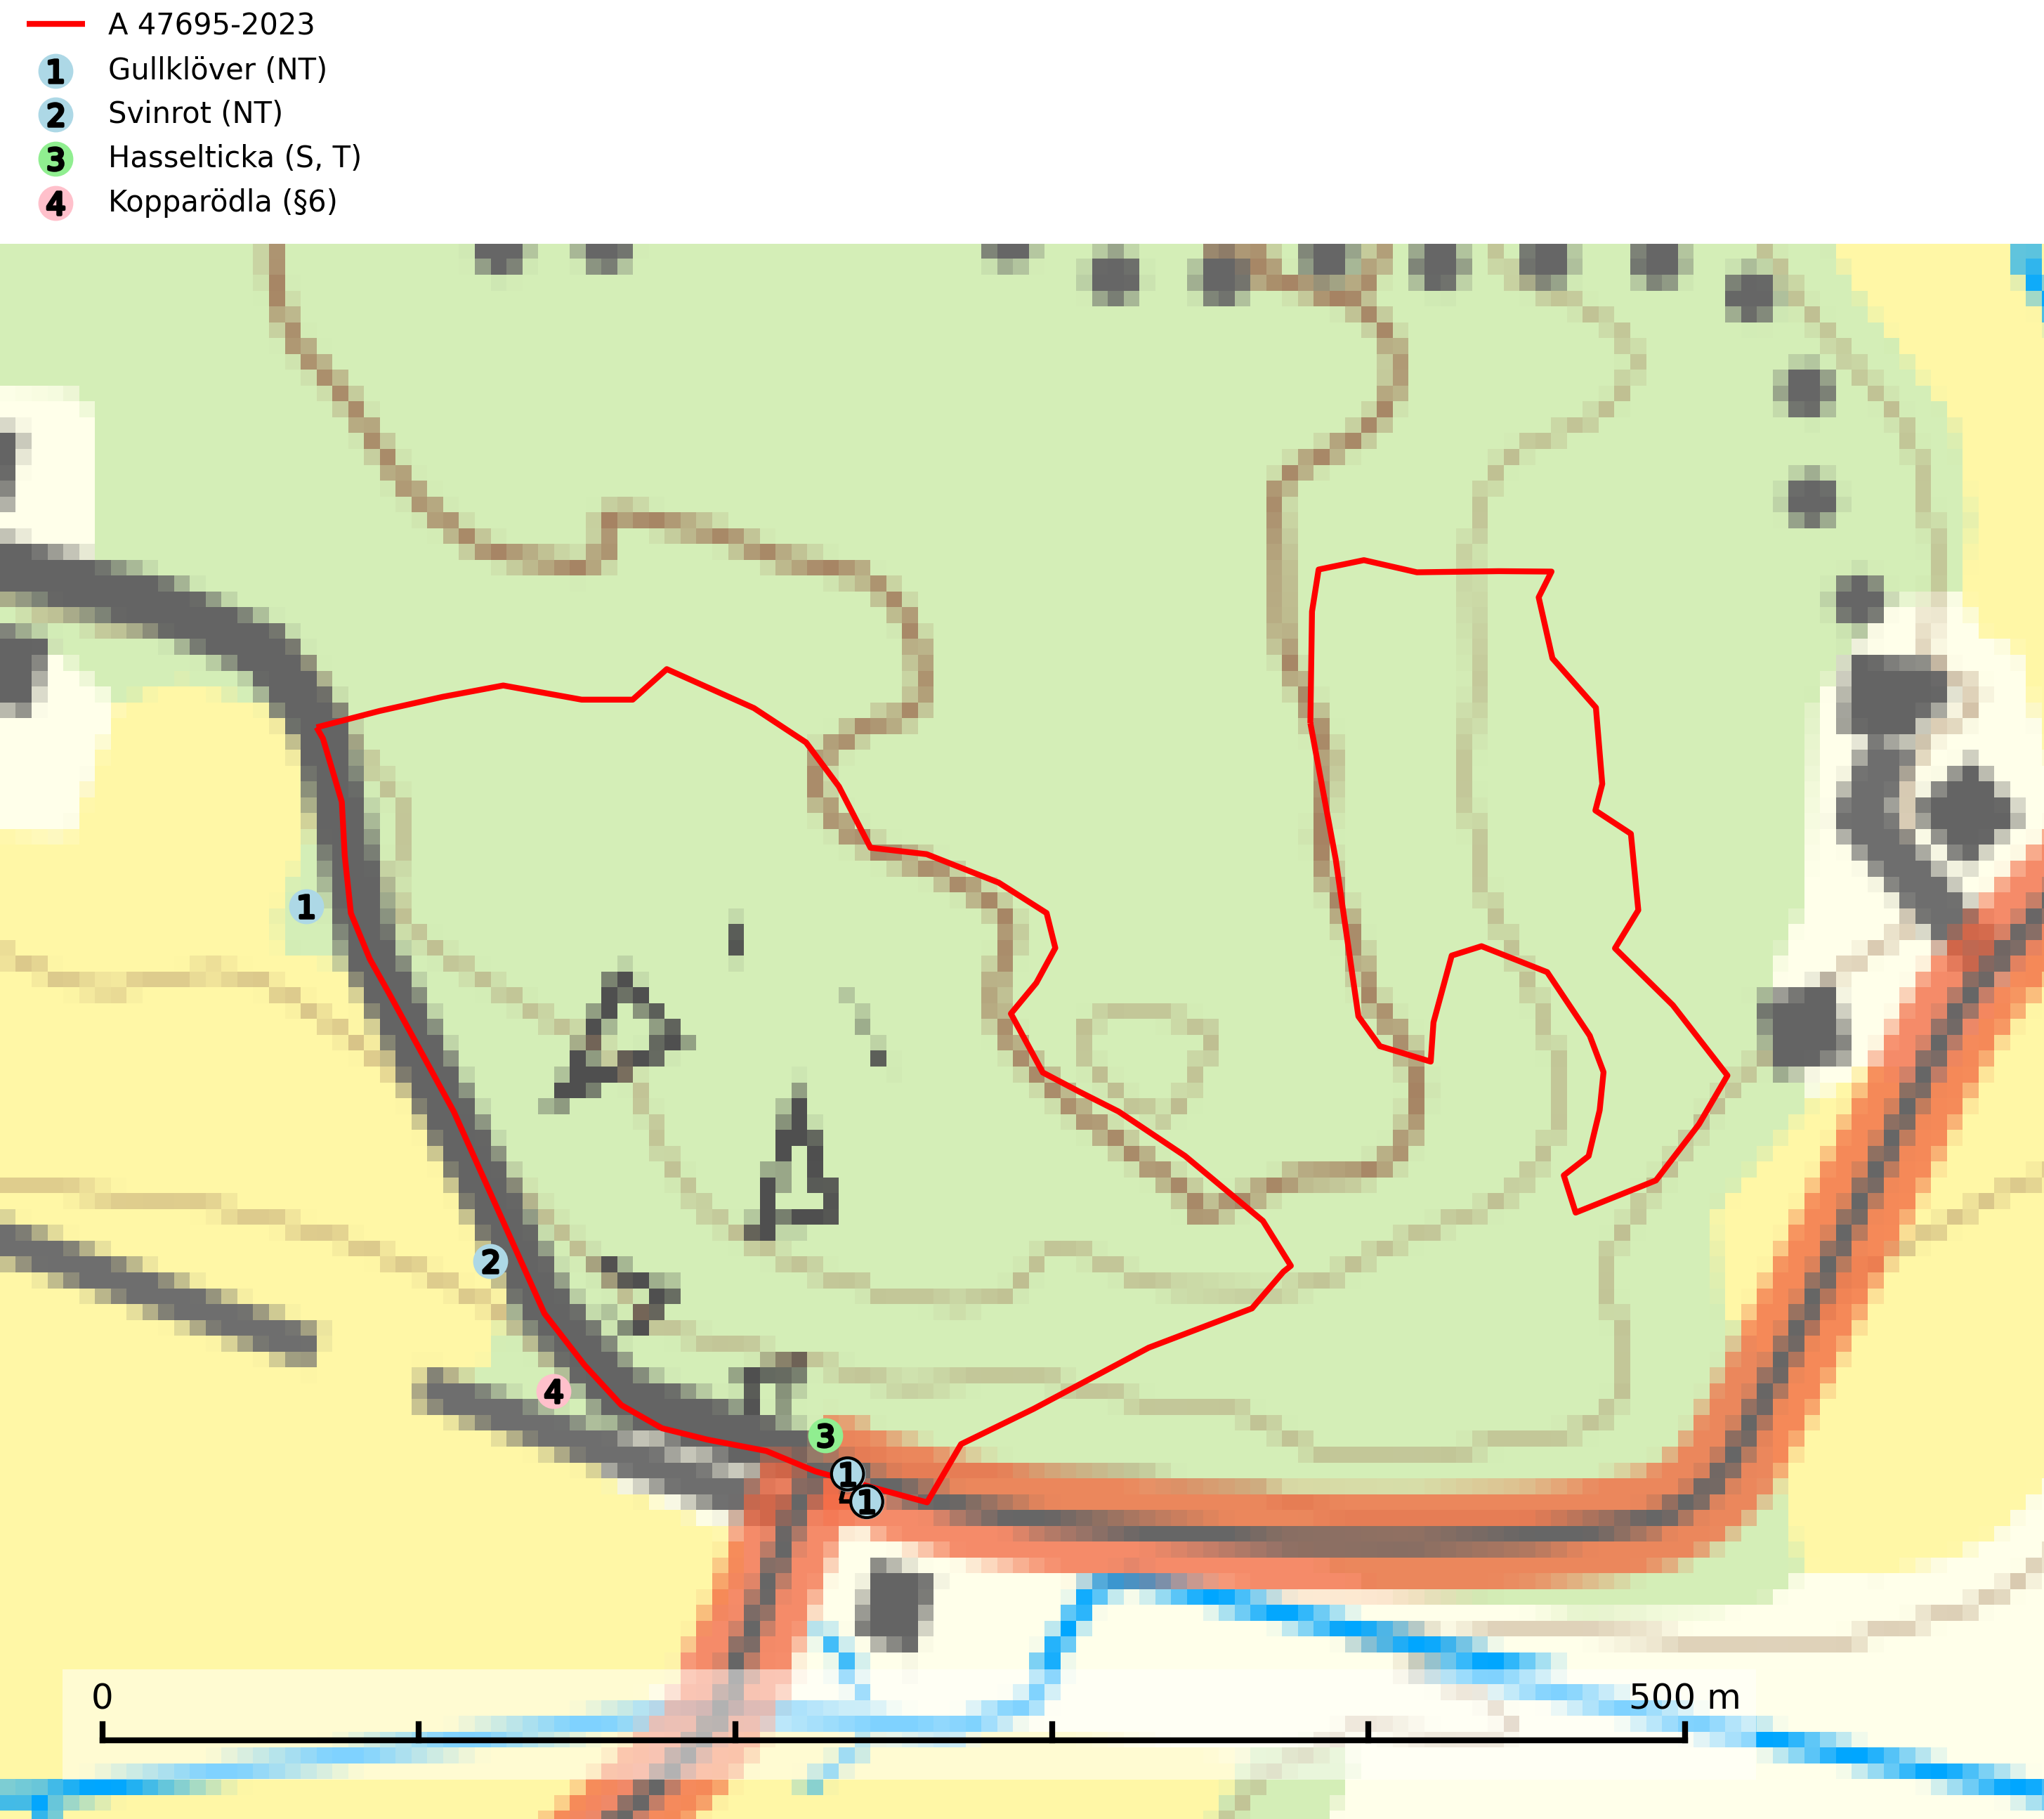 A 47695-2023
1 Gullklöver (NT)
2 Svinrot (NT)
3 Hasselticka (S, T)
4 Kopparödla (§6)
1
2
4
3
1
1
0 500 m